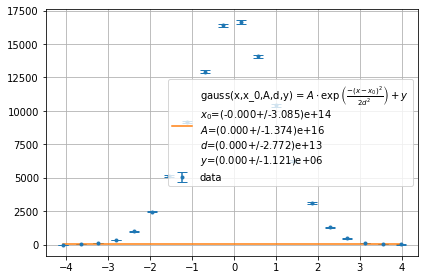 17500
15000
12500
10000
7500
5000
2500
0
gauss(x,x_0,A,d,y) = A · exp ( −(x−x₀)² / 2d² ) + y
x₀=(-0.000+/-3.085)e+14
A=(0.000+/-1.374)e+16
d=(0.000+/-2.772)e+13
y=(0.000+/-1.121)e+06
data
−4 −3 −2 −1 0 1 2 3 4